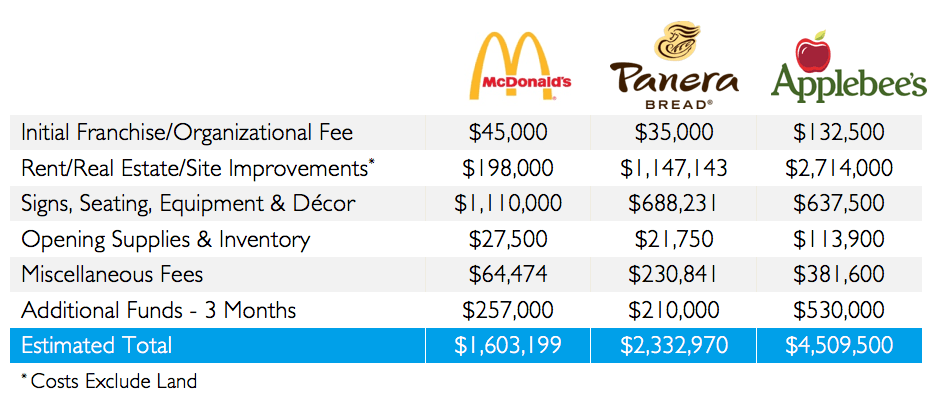 McDonald's®
Panera
BREAD®
Applebee's
Initial Franchise/Organizational Fee $45,000 $35,000 $132,500
Rent/Real Estate/Site Improvements* $198,000 $1,147,143 $2,714,000
Signs, Seating, Equipment & Décor $1,110,000 $688,231 $637,500
Opening Supplies & Inventory $27,500 $21,750 $113,900
Miscellaneous Fees $64,474 $230,841 $381,600
Additional Funds - 3 Months $257,000 $210,000 $530,000
Estimated Total $1,603,199 $2,332,970 $4,509,500
* Costs Exclude Land